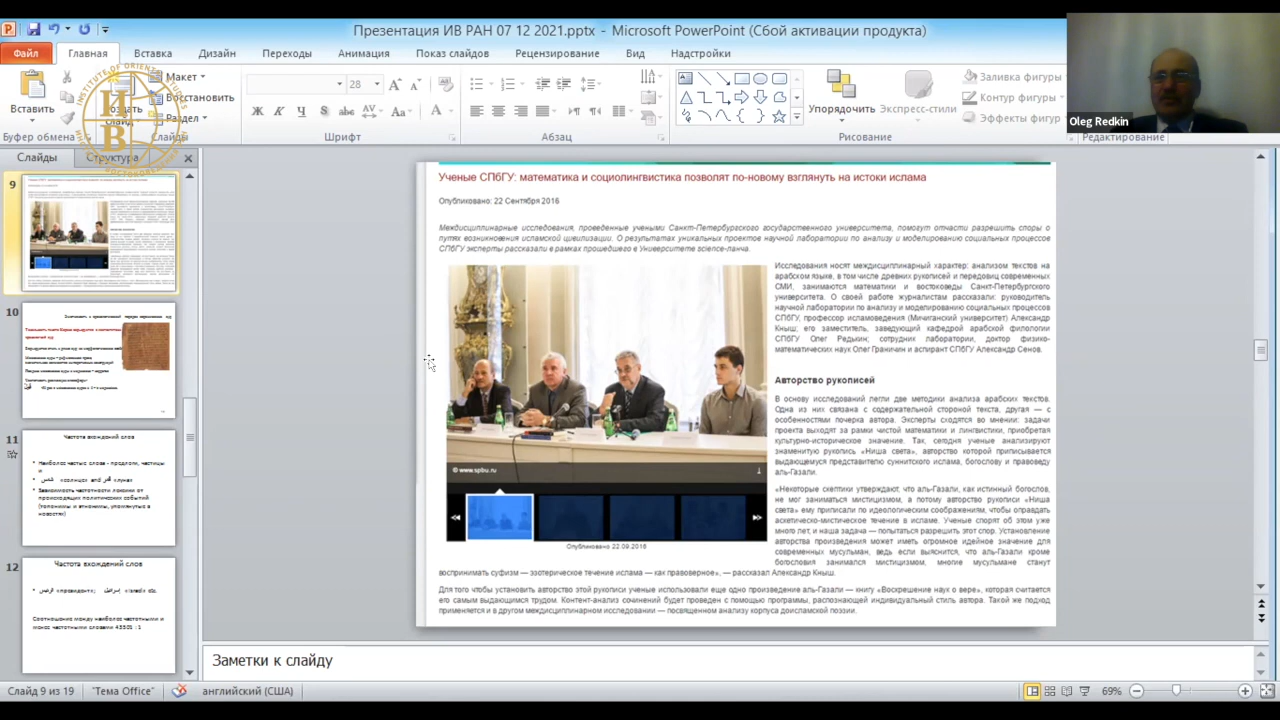 Презентация ИВ РАН 07 12 2021.pptx - Microsoft PowerPoint (Сбой активации продукта)
Файл
Главная
Вставка
Дизайн
Переходы
Анимация
Показ слайдов
Рецензирование
Вид
Надстройки
Oleg Redkin
Вставить
Макет
Восстановить
Раздел
28
Ж К Ч
Упорядочить
Экспресс-стили
Заливка фигуры
Контур фигуры
Эффекты фигур
Буфер обмена
Слайды
Шрифт
Абзац
Рисование
Редактирование
Слайды
Структура
9
10
11
Частота вхождений слов
12
Частота вхождений слов
Соотношение между наиболее частотными и
Ученые СПбГУ: математика и социолингвистика позволят по-новому взглянуть на истоки ислама
Опубликовано: 22 Сентября 2016
Междисциплинарные исследования, проведенные учеными Санкт-Петербургского государственного университета, помогут отчасти разрешить споры о
путях возникновения исламской цивилизации. О результатах уникальных проектов научной лаборатории по анализу и моделированию социальных процессов
СПбГУ эксперты рассказали в рамках прошедшего в Университете science-ланча.
Исследования носят междисциплинарный характер: анализом текстов на
арабском языке, в том числе древних рукописей и передовиц современных
СМИ, занимаются математики и востоковеды Санкт-Петербургского
университета. О своей работе журналистам рассказали: руководитель
научной лаборатории по анализу и моделированию социальных процессов
СПбГУ, профессор исламоведения (Мичиганский университет) Александр
Кныш; его заместитель, заведующий кафедрой арабской филологии
СПбГУ Олег Редькин; сотрудник лаборатории, доктор физико-
математических наук Олег Граничин и аспирант СПбГУ Александр Сенов.
Авторство рукописей
В основу исследований легли две методики анализа арабских текстов.
Одна из них связана с содержательной стороной текста, другая — с
особенностями почерка автора. Эксперты сходятся во мнении: задачи
проекта выходят за рамки чистой математики и лингвистики, приобретая
культурно-историческое значение. Так, сегодня ученые анализируют
знаменитую рукопись «Ниша света», авторство которой приписывается
выдающемуся представителю суннитского ислама, богослову и правоведу
аль-Газали.
«Некоторые скептики утверждают, что аль-Газали, как истинный богослов,
не мог заниматься мистицизмом, а потому авторство рукописи «Ниша
света» ему приписали по идеологическим соображениям, чтобы оправдать
аскетическо-мистическое течение в исламе. Ученые спорят об этом уже
много лет, и наша задача — попытаться разрешить этот спор. Установление
авторства произведения может иметь огромное идейное значение для
современных мусульман, ведь если выяснится, что аль-Газали кроме
богословия занимался мистицизмом, многие мусульмане станут
воспринимать суфизм — эзотерическое течение ислама — как правоверное», — рассказал Александр Кныш.
Для того чтобы установить авторство этой рукописи ученые использовали еще одно произведение аль-Газали — книгу «Воскрешение наук о вере», которая считается
его самым выдающимся трудом. Контент-анализ сочинений будет проведен с помощью программы, распознающей индивидуальный стиль автора. Такой же подход
применяется и в другом междисциплинарном исследовании — посвященном анализу корпуса доисламской поэзии.
© www.spbu.ru
Опубликовано 22.09.2016
Заметки к слайду
Слайд 9 из 19
"Тема Office"
английский (США)
69%